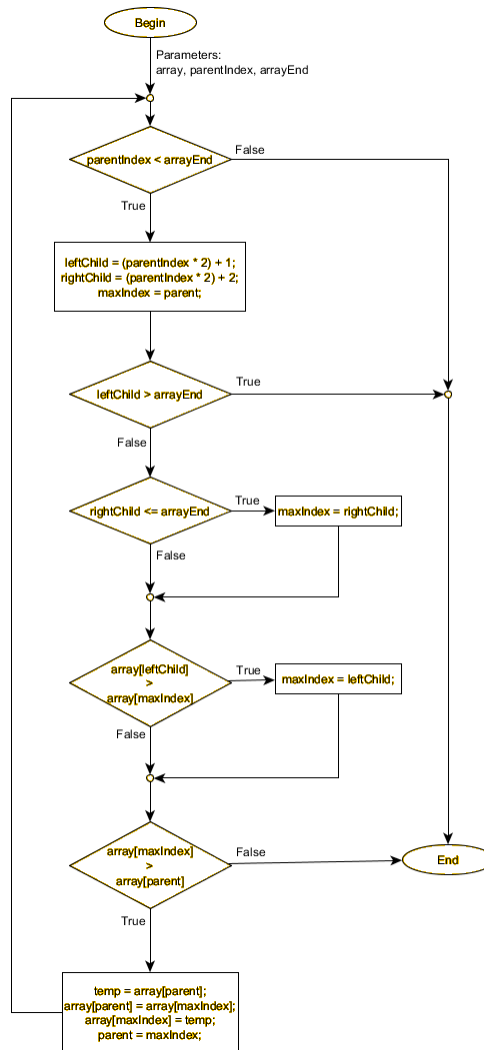 Begin
Parameters:
array, parentIndex, arrayEnd
parentIndex < arrayEnd
False
True
leftChild = (parentIndex * 2) + 1;
rightChild = (parentIndex * 2) + 2;
maxIndex = parent;
leftChild > arrayEnd
True
False
rightChild <= arrayEnd
True
maxIndex = rightChild;
False
array[leftChild]
>
array[maxIndex]
True
maxIndex = leftChild;
False
array[maxIndex]
>
array[parent]
False
End
True
temp = array[parent];
array[parent] = array[maxIndex];
array[maxIndex] = temp;
parent = maxIndex;